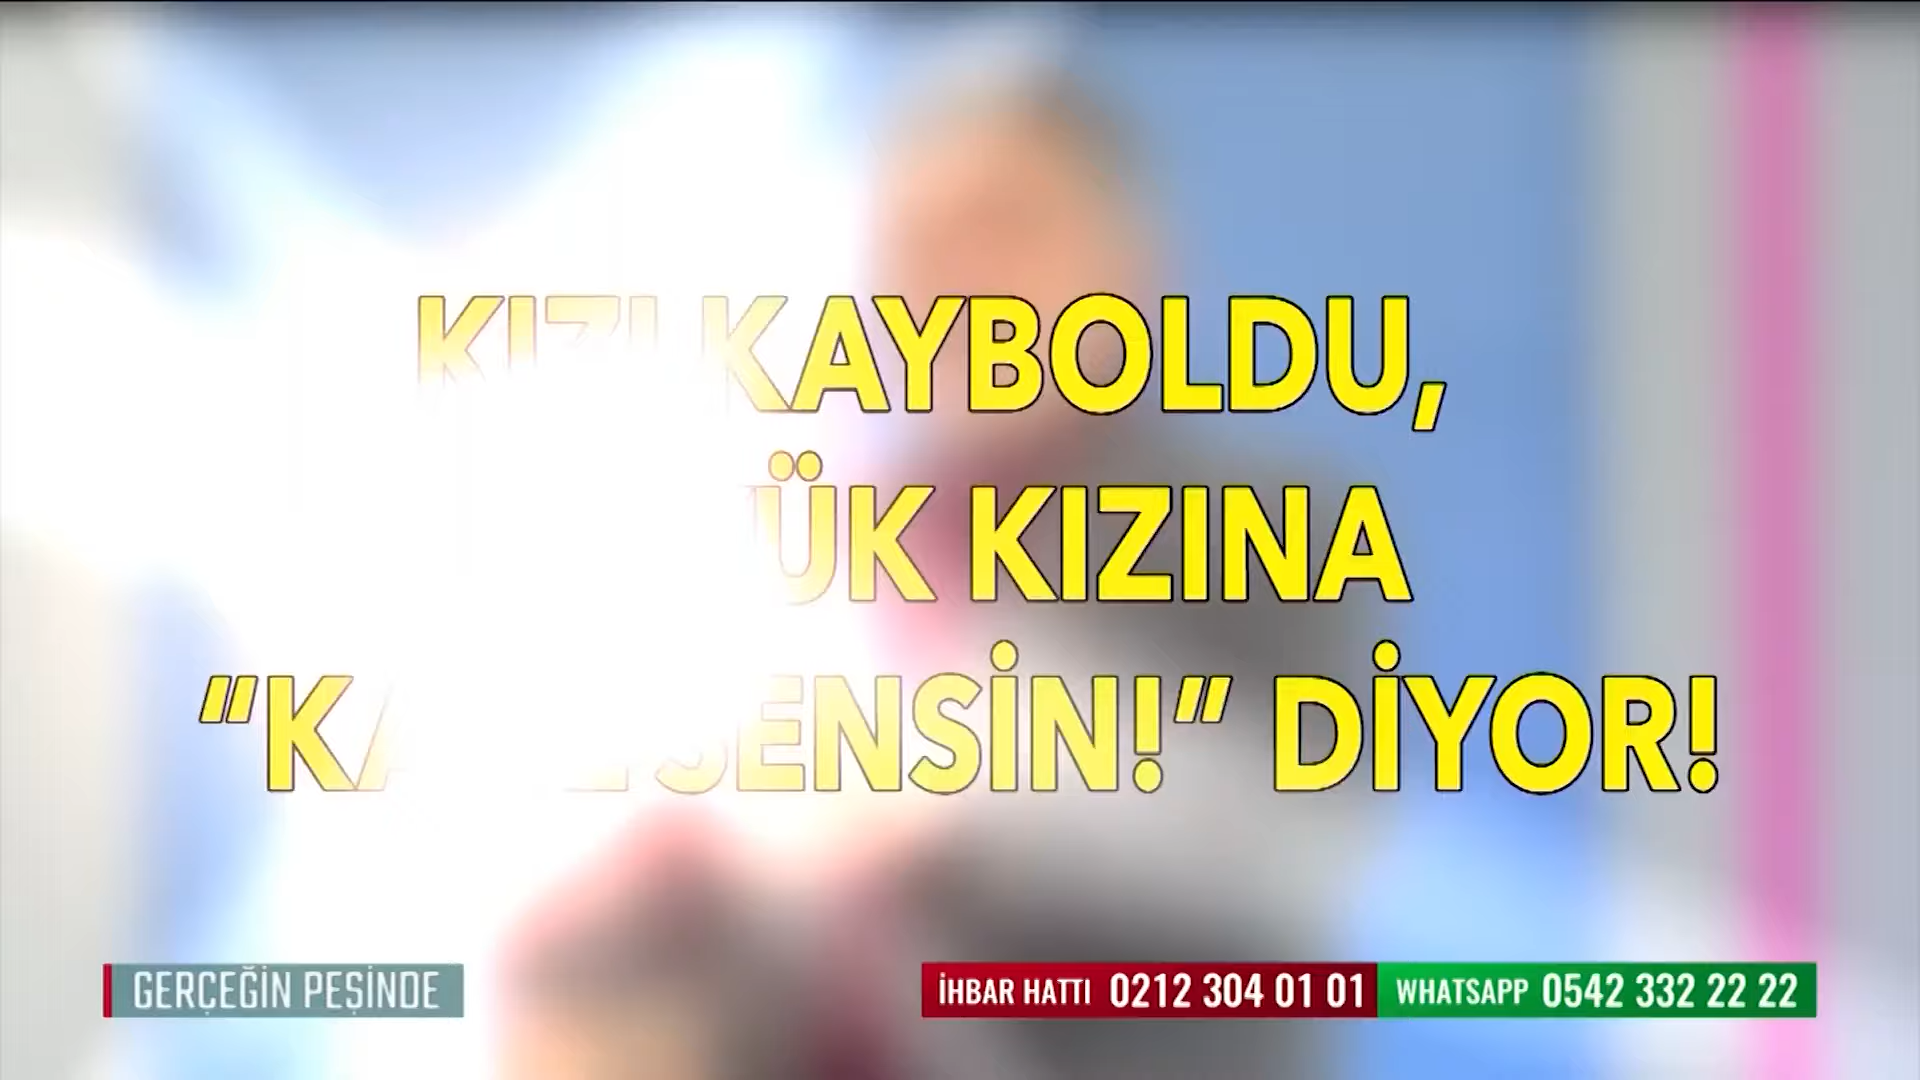 KIZI KAYBOLDU,
KIZINA
SENSİN!” DİYOR!
GERÇEĞİN PEŞİNDE
İHBAR HATTI 0212 304 01 01
WHATSAPP 0542 332 22 22